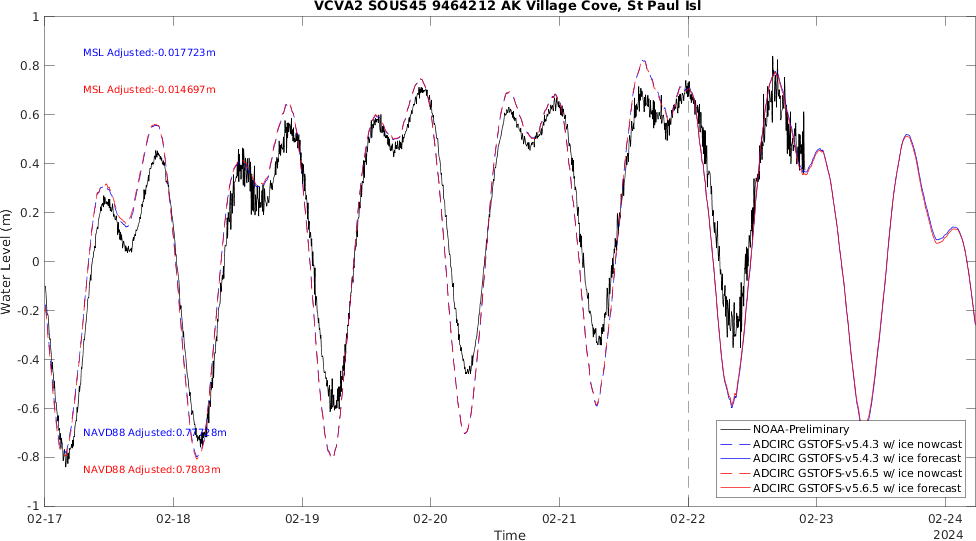 VCVA2 SOUS45 9464212 AK Village Cove, St Paul Isl
1
0.8
0.6
0.4
0.2
0
-0.2
-0.4
-0.6
-0.8
-1
Water Level (m)
MSL Adjusted:-0.017723m
MSL Adjusted:-0.014697m
NAVD88 Adjusted:0.77728m
NAVD88 Adjusted:0.7803m
NOAA-Preliminary
ADCIRC GSTOFS-v5.4.3 w/ ice nowcast
ADCIRC GSTOFS-v5.4.3 w/ ice forecast
ADCIRC GSTOFS-v5.6.5 w/ ice nowcast
ADCIRC GSTOFS-v5.6.5 w/ ice forecast
02-17 02-18 02-19 02-20 02-21 02-22 02-23 02-24
Time
2024